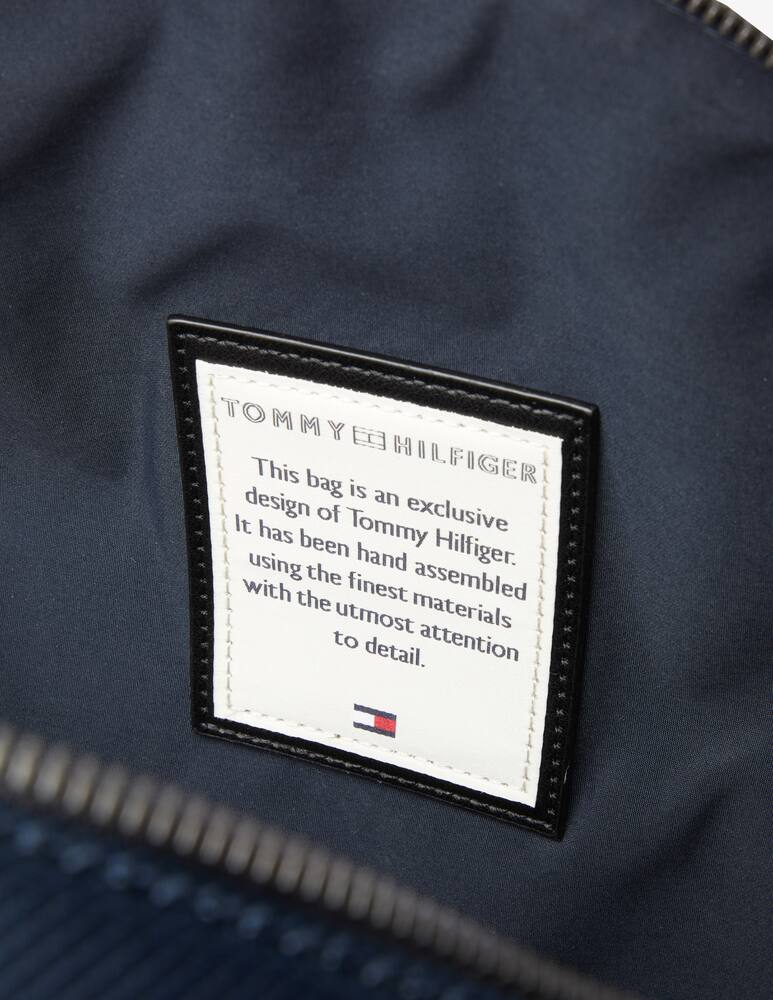 TOMMY HILFIGER
This bag is an exclusive
design of Tommy Hilfiger.
It has been hand assembled
using the finest materials
with the utmost attention
to detail.